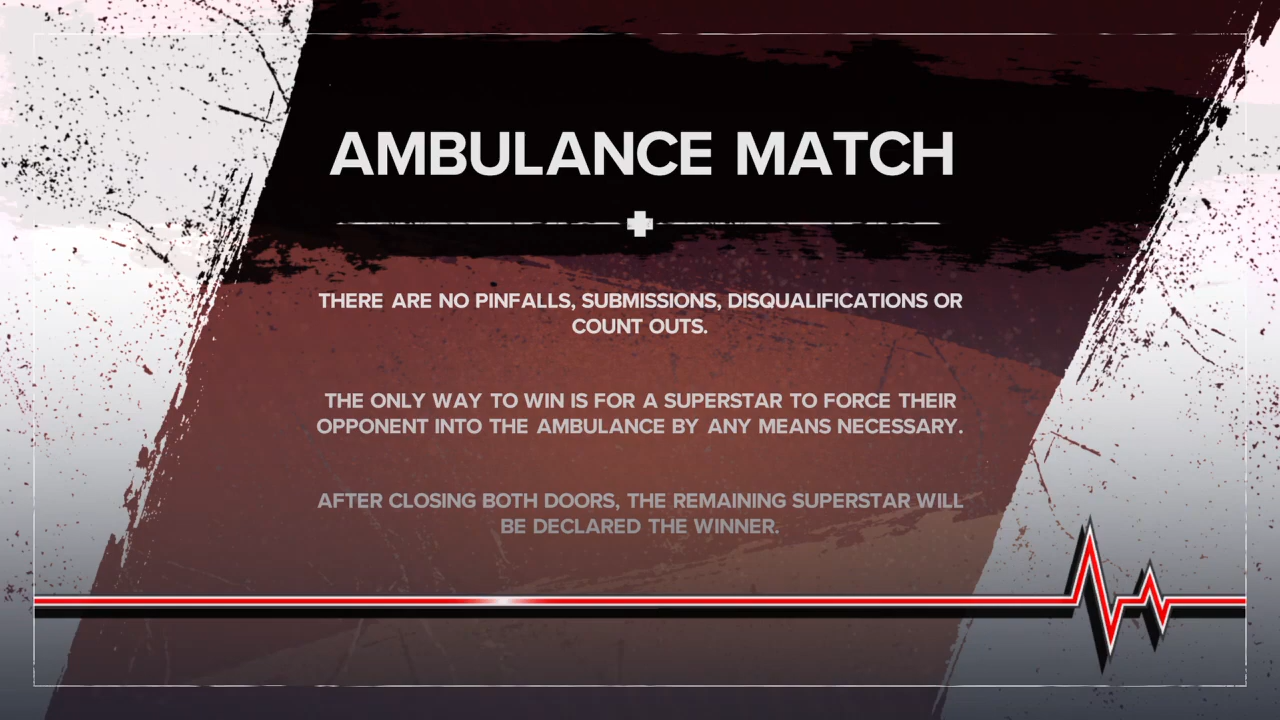 AMBULANCE MATCH
THERE ARE NO PINFALLS, SUBMISSIONS, DISQUALIFICATIONS OR
COUNT OUTS.
THE ONLY WAY TO WIN IS FOR A SUPERSTAR TO FORCE THEIR
OPPONENT INTO THE AMBULANCE BY ANY MEANS NECESSARY.
AFTER CLOSING BOTH DOORS, THE REMAINING SUPERSTAR WILL
BE DECLARED THE WINNER.